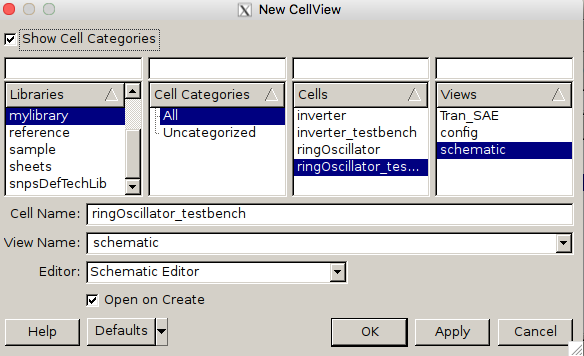 New CellView
Show Cell Categories
Libraries
mylibrary
reference
sample
sheets
snpsDefTechLib
Cell Categories
All
Uncategorized
Cells
inverter
inverter_testbench
ringOscillator
ringOscillator_tes...
Views
Tran_SAE
config
schematic
Cell Name: ringOscillator_testbench
View Name: schematic
Editor: Schematic Editor
Open on Create
Help Defaults OK Apply Cancel